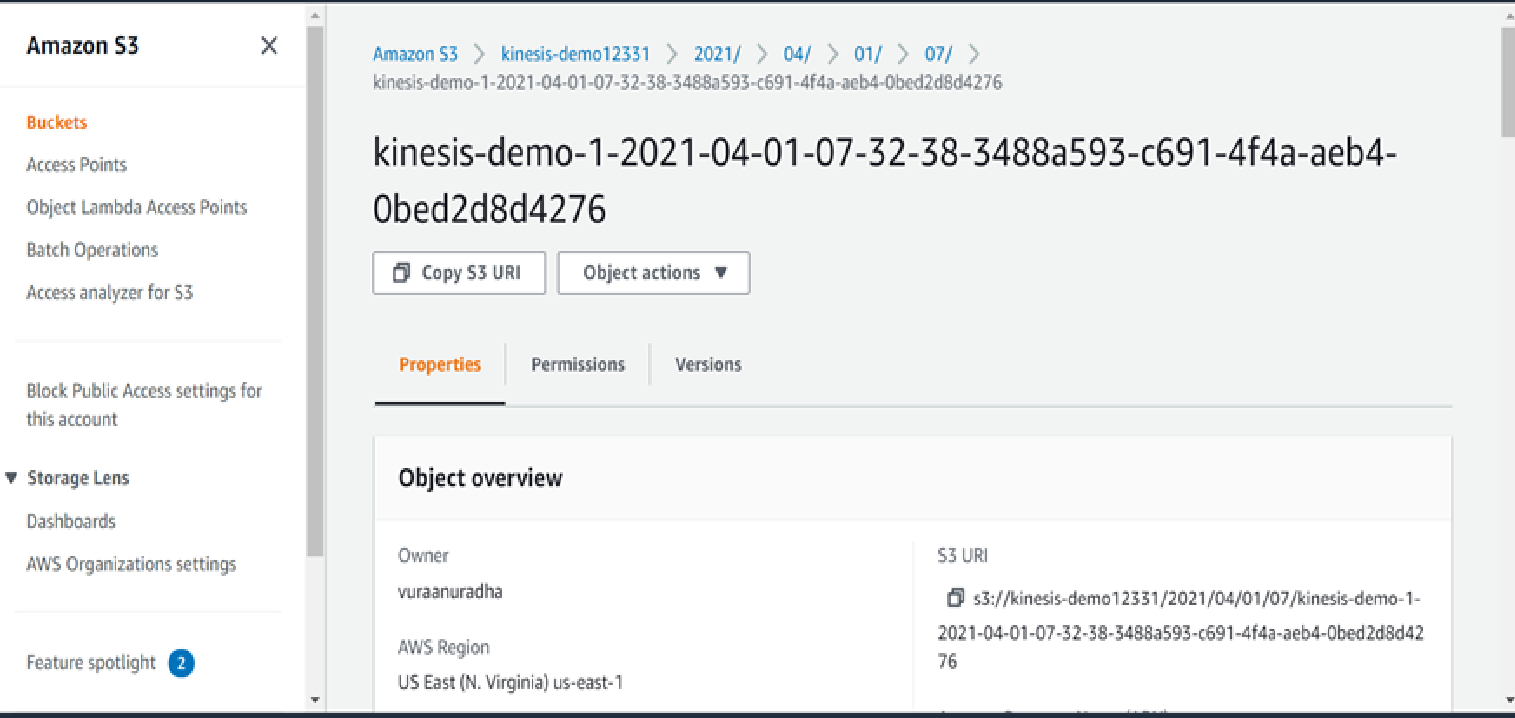 Amazon S3
Buckets
Access Points
Object Lambda Access Points
Batch Operations
Access analyzer for S3
Block Public Access settings for
this account
Storage Lens
Dashboards
AWS Organizations settings
Feature spotlight 2
Amazon S3 > kinesis-demo12331 > 2021/ > 04/ > 01/ > 07/ >
kinesis-demo-1-2021-04-01-07-32-38-3488a593-c691-4f4a-aeb4-0bed2d8d4276
kinesis-demo-1-2021-04-01-07-32-38-3488a593-c691-4f4a-aeb4-
0bed2d8d4276
Copy S3 URI Object actions
Properties Permissions Versions
Object overview
Owner
vuraanuradha
AWS Region
US East (N. Virginia) us-east-1
S3 URI
s3://kinesis-demo12331/2021/04/01/07/kinesis-demo-1-
2021-04-01-07-32-38-3488a593-c691-4f4a-aeb4-0bed2d8d42
76